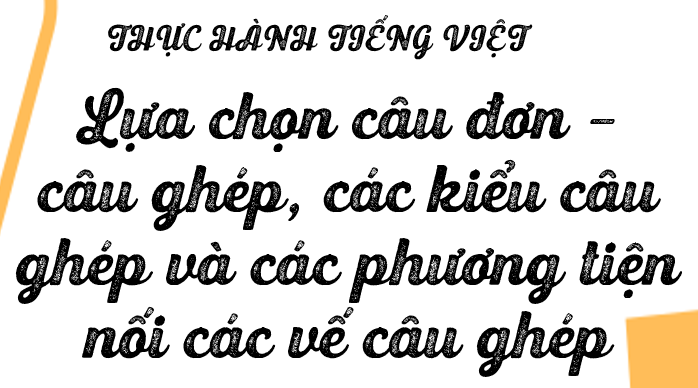 THỰC HÀNH TIẾNG VIỆT
Lựa chọn câu đơn -
câu ghép, các kiểu câu
ghép và các phương tiện
nối các vế câu ghép